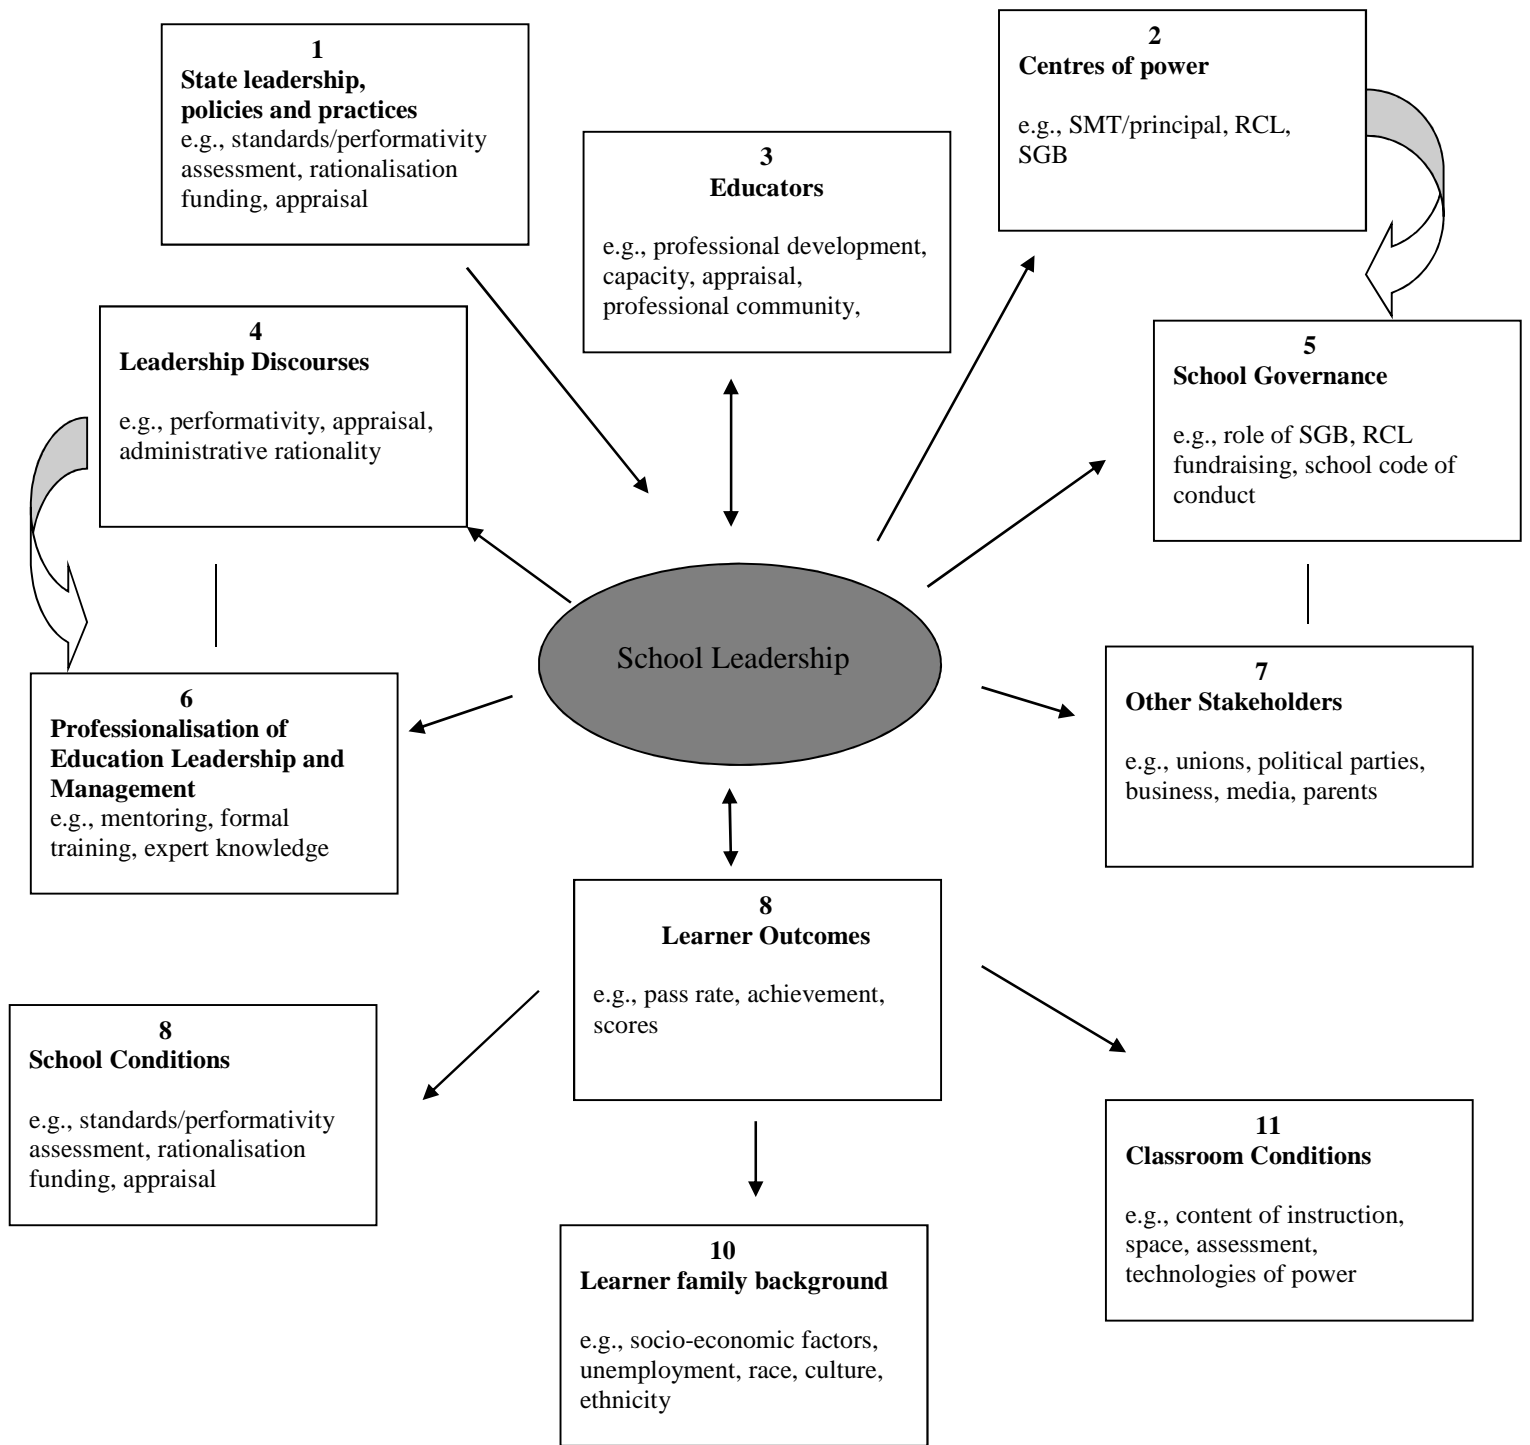 1
State leadership,
policies and practices
e.g., standards/performativity
assessment, rationalisation
funding, appraisal
2
Centres of power
e.g., SMT/principal, RCL,
SGB
3
Educators
e.g., professional development,
capacity, appraisal,
professional community,
4
Leadership Discourses
e.g., performativity, appraisal,
administrative rationality
5
School Governance
e.g., role of SGB, RCL
fundraising, school code of
conduct
School Leadership
6
Professionalisation of
Education Leadership and
Management
e.g., mentoring, formal
training, expert knowledge
7
Other Stakeholders
e.g., unions, political parties,
business, media, parents
8
Learner Outcomes
e.g., pass rate, achievement,
scores
8
School Conditions
e.g., standards/performativity
assessment, rationalisation
funding, appraisal
10
Learner family background
e.g., socio-economic factors,
unemployment, race, culture,
ethnicity
11
Classroom Conditions
e.g., content of instruction,
space, assessment,
technologies of power